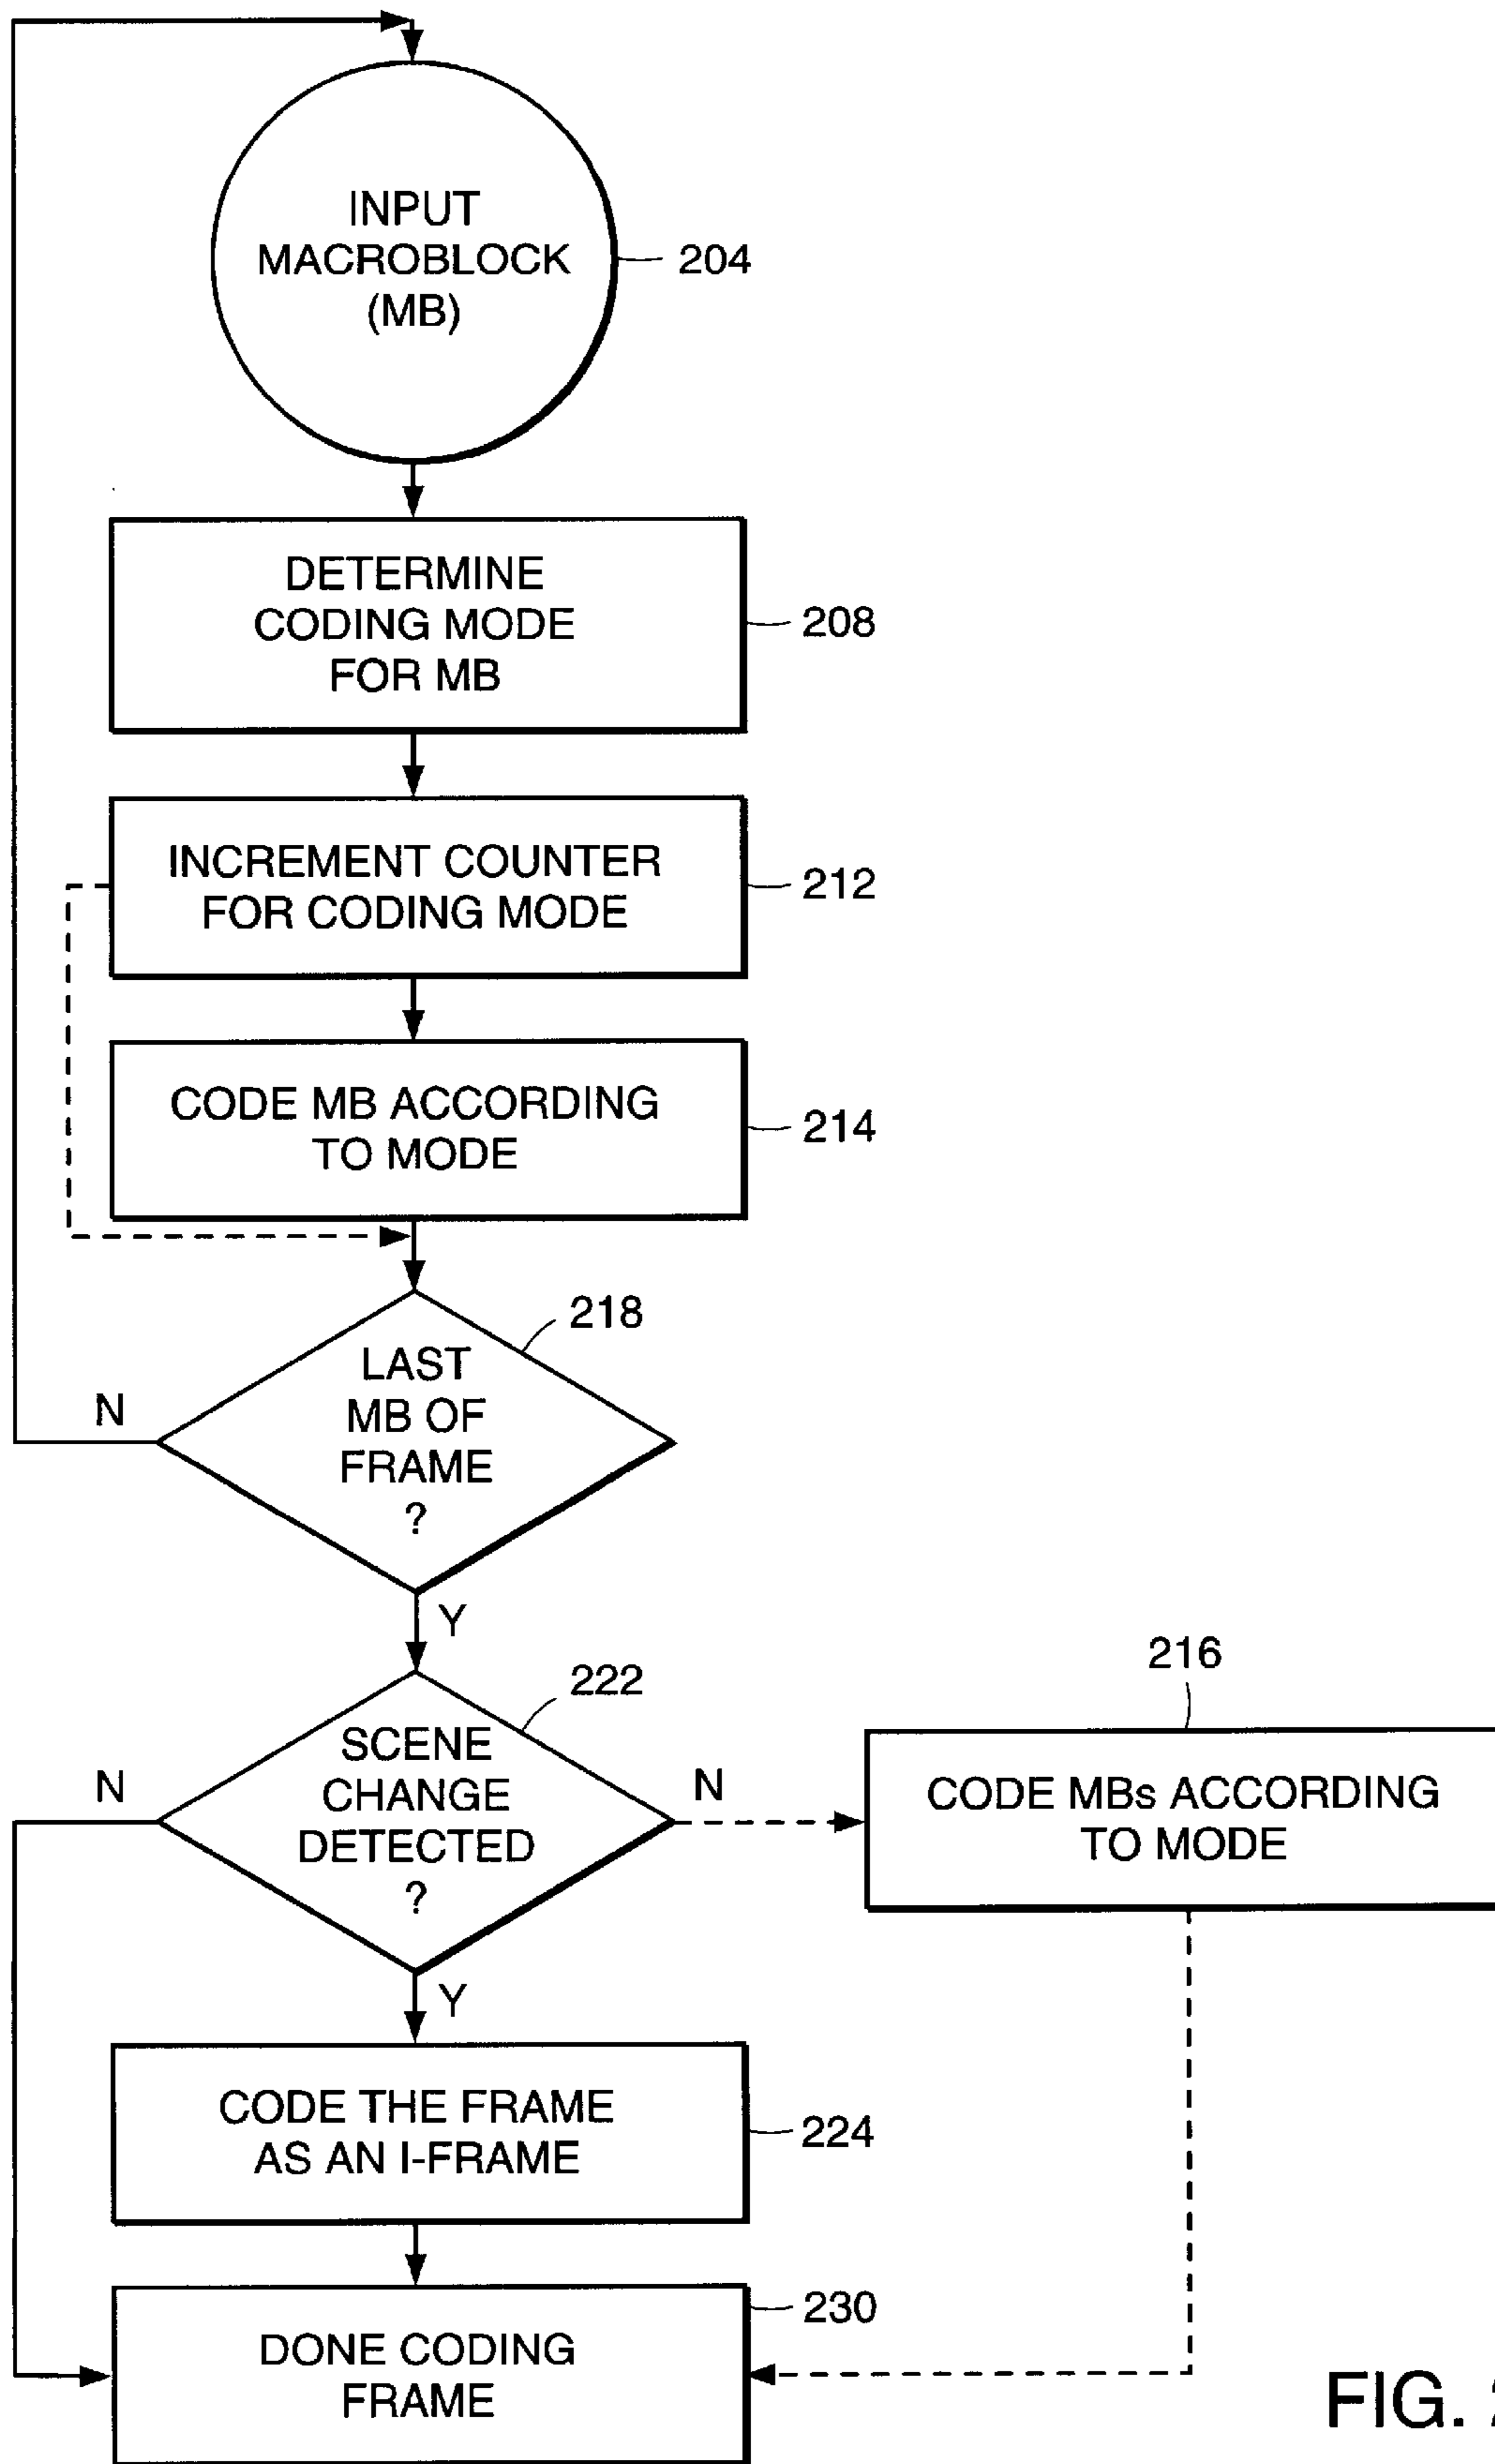 INPUT
MACROBLOCK
(MB)
204
DETERMINE
CODING MODE
FOR MB
208
INCREMENT COUNTER
FOR CODING MODE
212
CODE MB ACCORDING
TO MODE
214
218
LAST
MB OF
FRAME
?
N
Y
222
SCENE
CHANGE
DETECTED
?
N
N
216
CODE MBs ACCORDING
TO MODE
Y
CODE THE FRAME
AS AN I-FRAME
224
230
DONE CODING
FRAME
FIG. 2